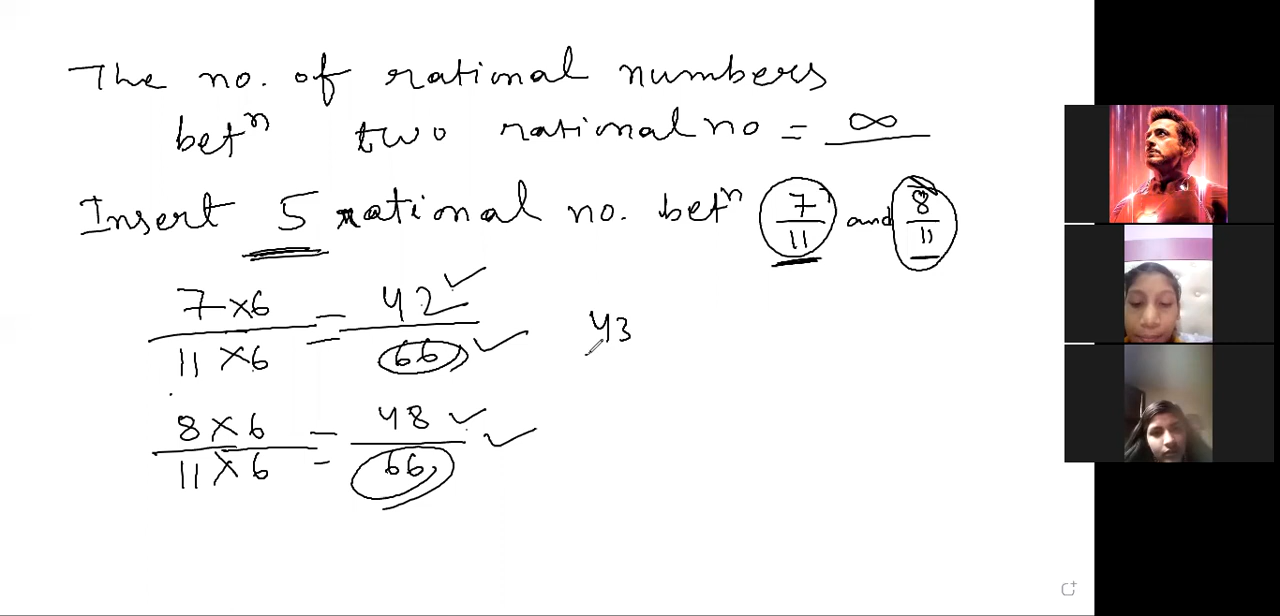 The no. of rational numbers
betⁿ two rational no = ∞
Insert 5 rational no. betⁿ 7/11 and 8/11
7×6/11×6 = 42/66 43
8×6/11×6 = 48/66